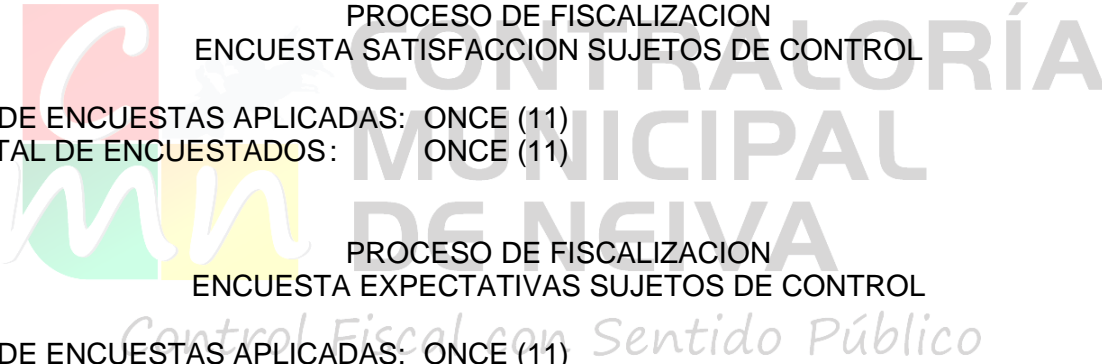 PROCESO DE FISCALIZACION
ENCUESTA SATISFACCION SUJETOS DE CONTROL
DE ENCUESTAS APLICADAS: ONCE (11)
TAL DE ENCUESTADOS: ONCE (11)
PROCESO DE FISCALIZACION
ENCUESTA EXPECTATIVAS SUJETOS DE CONTROL
DE ENCUESTAS APLICADAS: ONCE (11)
cmn
CONTRALORÍA
MUNICIPAL
DE NEIVA
Control Fiscal con Sentido Público